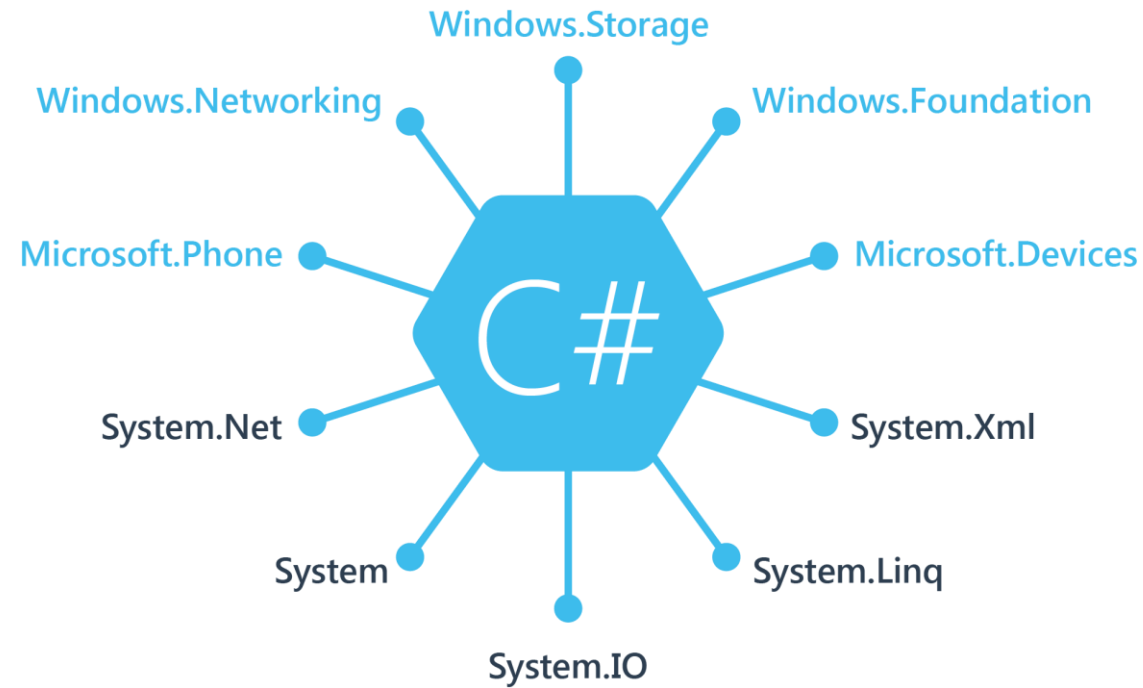 Windows.Storage
Windows.Networking
Windows.Foundation
Microsoft.Phone
Microsoft.Devices
C#
System.Net
System.Xml
System
System.Linq
System.IO